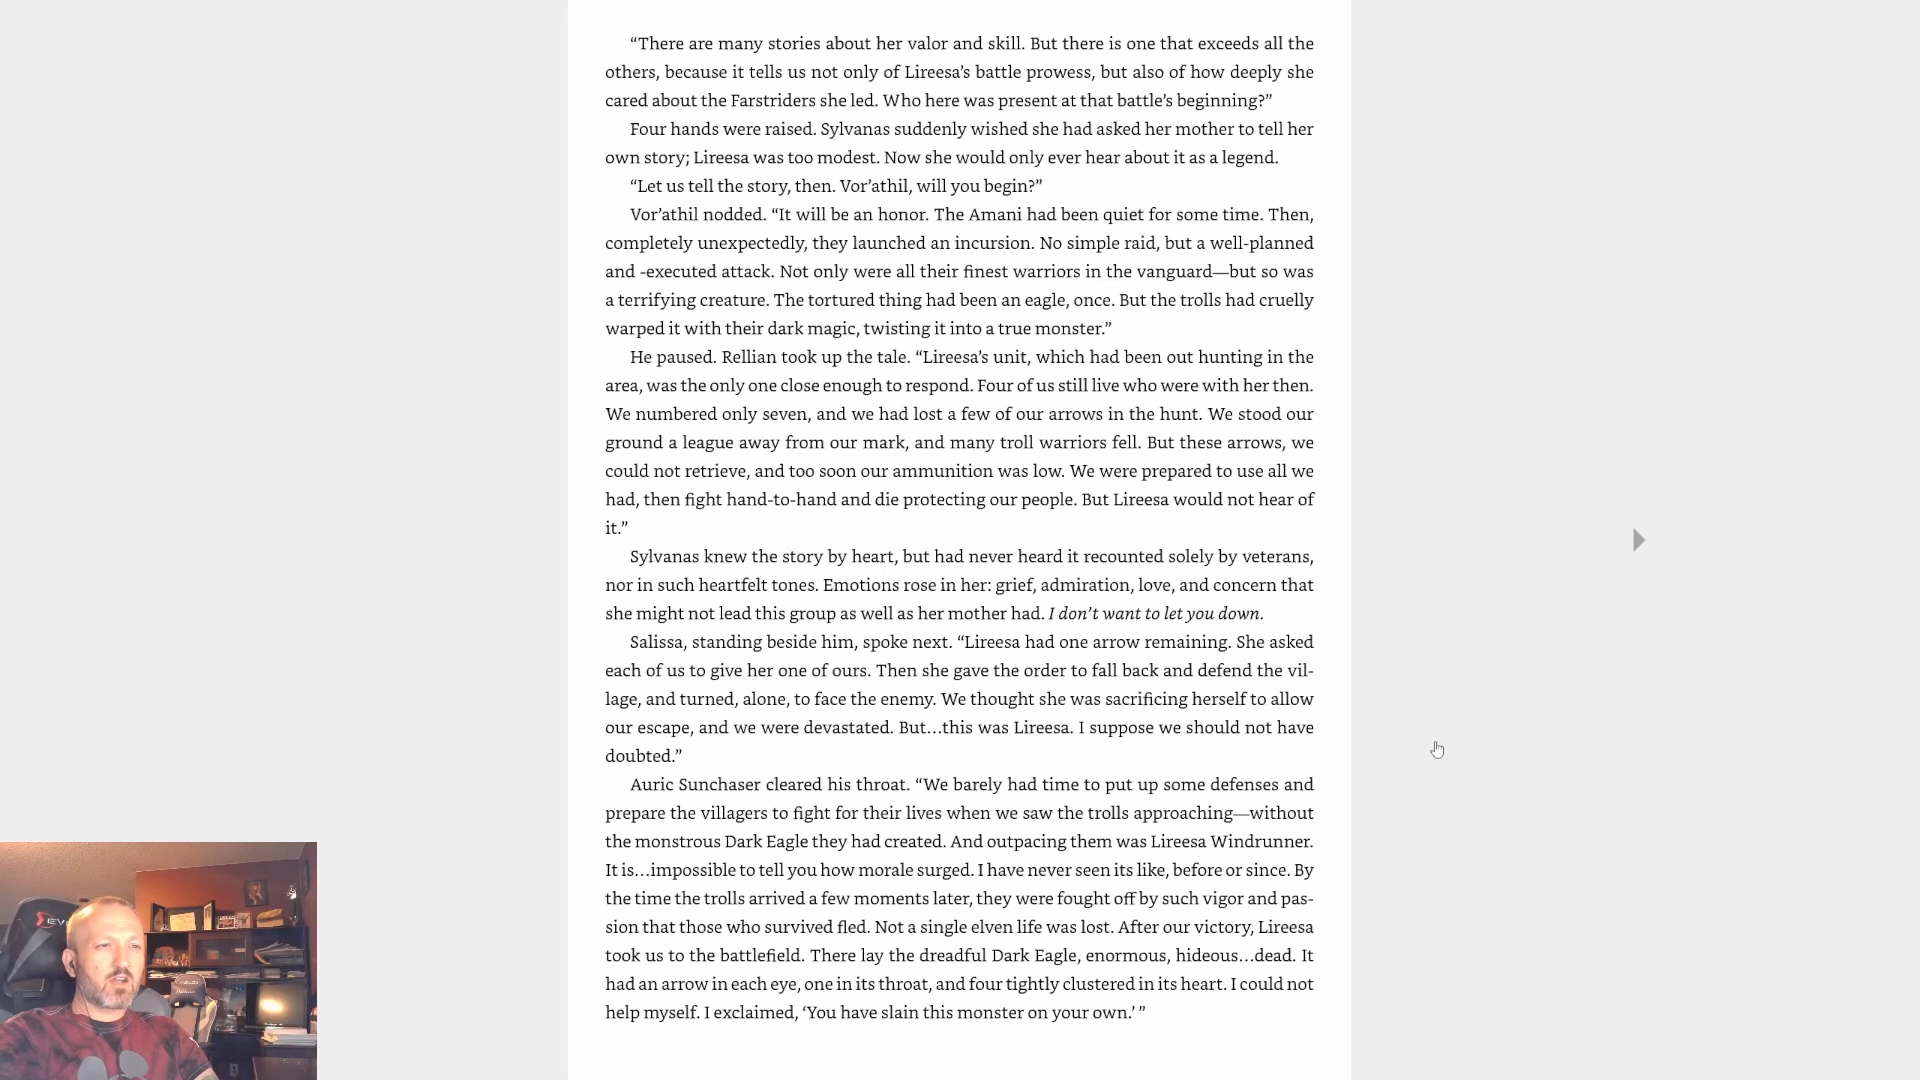 “There are many stories about her valor and skill. But there is one that exceeds all the
others, because it tells us not only of Lireesa’s battle prowess, but also of how deeply she
cared about the Farstriders she led. Who here was present at that battle’s beginning?”
Four hands were raised. Sylvanas suddenly wished she had asked her mother to tell her
own story; Lireesa was too modest. Now she would only ever hear about it as a legend.
“Let us tell the story, then. Vor’athil, will you begin?”
Vor’athil nodded. “It will be an honor. The Amani had been quiet for some time. Then,
completely unexpectedly, they launched an incursion. No simple raid, but a well-planned
and -executed attack. Not only were all their finest warriors in the vanguard—but so was
a terrifying creature. The tortured thing had been an eagle, once. But the trolls had cruelly
warped it with their dark magic, twisting it into a true monster.”
He paused. Rellian took up the tale. “Lireesa’s unit, which had been out hunting in the
area, was the only one close enough to respond. Four of us still live who were with her then.
We numbered only seven, and we had lost a few of our arrows in the hunt. We stood our
ground a league away from our mark, and many troll warriors fell. But these arrows, we
could not retrieve, and too soon our ammunition was low. We were prepared to use all we
had, then fight hand-to-hand and die protecting our people. But Lireesa would not hear of
it.”
Sylvanas knew the story by heart, but had never heard it recounted solely by veterans,
nor in such heartfelt tones. Emotions rose in her: grief, admiration, love, and concern that
she might not lead this group as well as her mother had. I don’t want to let you down.
Salissa, standing beside him, spoke next. “Lireesa had one arrow remaining. She asked
each of us to give her one of ours. Then she gave the order to fall back and defend the vil-
lage, and turned, alone, to face the enemy. We thought she was sacrificing herself to allow
our escape, and we were devastated. But…this was Lireesa. I suppose we should not have
doubted.”
Auric Sunchaser cleared his throat. “We barely had time to put up some defenses and
prepare the villagers to fight for their lives when we saw the trolls approaching—without
the monstrous Dark Eagle they had created. And outpacing them was Lireesa Windrunner.
It is…impossible to tell you how morale surged. I have never seen its like, before or since. By
the time the trolls arrived a few moments later, they were fought off by such vigor and pas-
sion that those who survived fled. Not a single elven life was lost. After our victory, Lireesa
took us to the battlefield. There lay the dreadful Dark Eagle, enormous, hideous…dead. It
had an arrow in each eye, one in its throat, and four tightly clustered in its heart. I could not
help myself. I exclaimed, ‘You have slain this monster on your own.’ ”